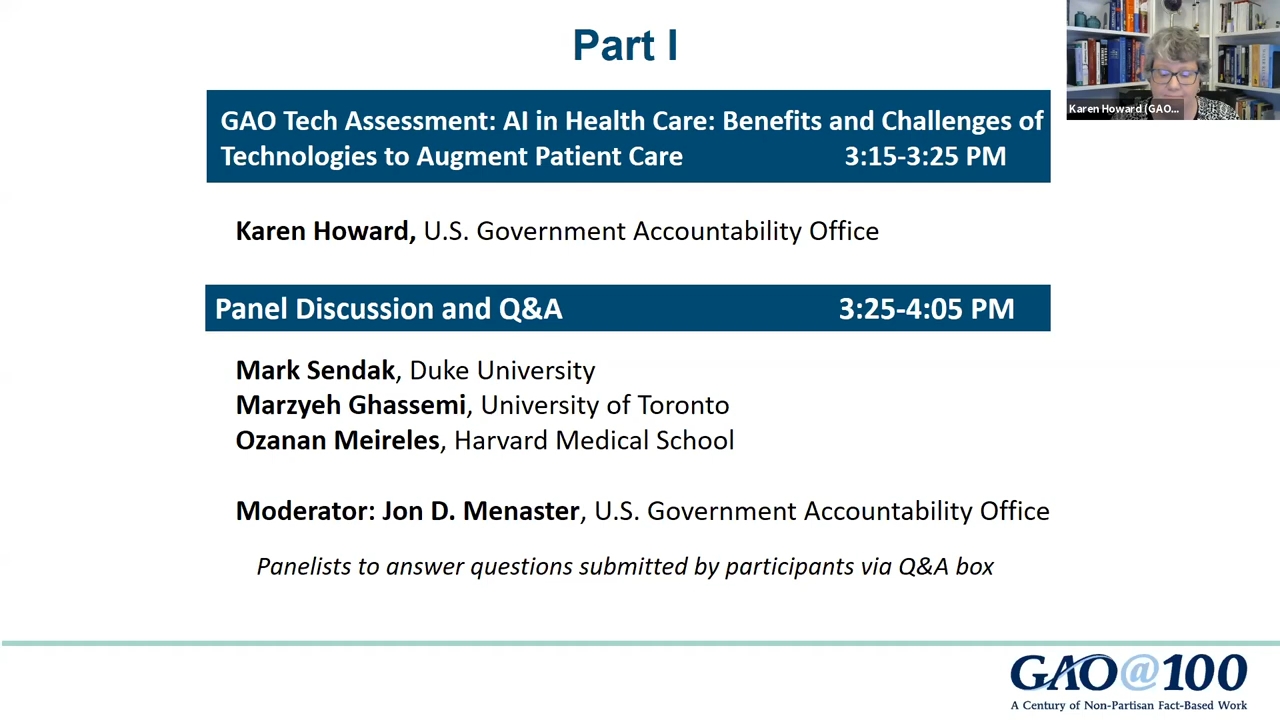 Part I
GAO Tech Assessment: AI in Health Care: Benefits and Challenges of
Technologies to Augment Patient Care 3:15-3:25 PM
Karen Howard (GAO...
Karen Howard, U.S. Government Accountability Office
Panel Discussion and Q&A 3:25-4:05 PM
Mark Sendak, Duke University
Marzyeh Ghassemi, University of Toronto
Ozanan Meireles, Harvard Medical School
Moderator: Jon D. Menaster, U.S. Government Accountability Office
Panelists to answer questions submitted by participants via Q&A box
GAO@100
A Century of Non-Partisan Fact-Based Work